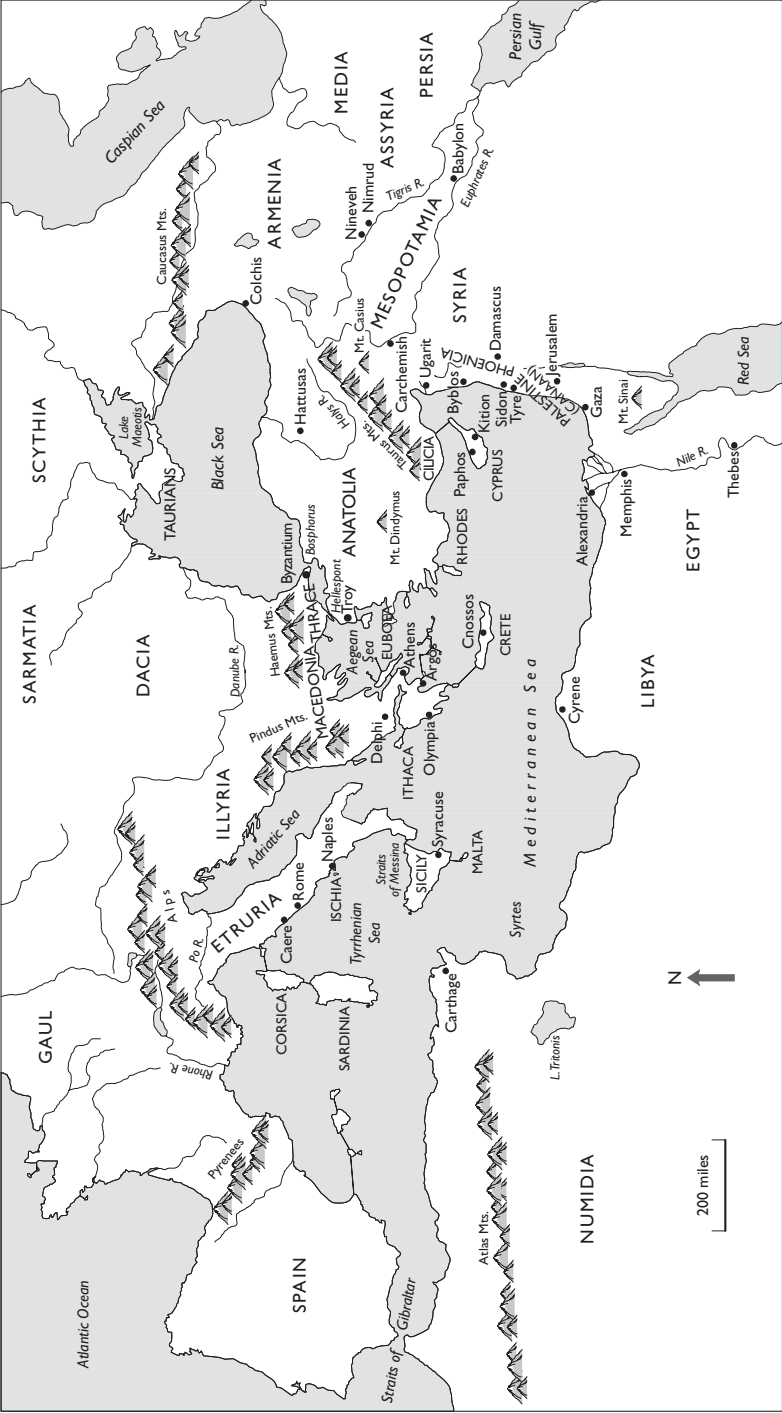 Atlantic Ocean
GAUL
SARMATIA
SCYTHIA
Caspian Sea
DACIA
TAURIANS
Lake
Maeotis
Caucasus Mts.
Alps
Rhone R.
Po R.
Danube R.
Black Sea
Colchis
ARMENIA
MEDIA
Pyrenees
ETRURIA
ILLYRIA
Adriatic Sea
Pindus Mts.
Haemus Mts.
Byzantium
Bosphorus
Hattusas
Halys R.
SPAIN
CORSICA
Caere
Rome
Naples
ISCHIA
MACEDONIA
THRACE
Hellespont
Troy
ANATOLIA
Taurus Mts.
Mt. Casius
Nineveh
Nimrud
ASSYRIA
PERSIA
Persian
Gulf
SARDINIA
Tyrrhenian
Sea
Straits
of Messina
Delphi
Aegean
Sea
EUBOEA
Athens
Mt. Dindymus
CILICIA
Carchemish
MESOPOTAMIA
Tigris R.
Babylon
Euphrates R.
Straits of Gibraltar
Carthage
SICILY
Syracuse
ITHACA
Olympia
Argos
RHODES
Ugarit
SYRIA
MALTA
Cnossos
CRETE
Paphos
Kition
CYPRUS
Byblos
Sidon
Tyre
PHOENICIA
Damascus
PALESTINE
(CANAAN)
Jerusalem
Atlas Mts.
Syrtes
Mediterranean Sea
L. Tritonis
Cyrene
Alexandria
Gaza
Memphis
Mt. Sinai
NUMIDIA
LIBYA
EGYPT
Nile R.
Thebes
Red Sea
N
200 miles